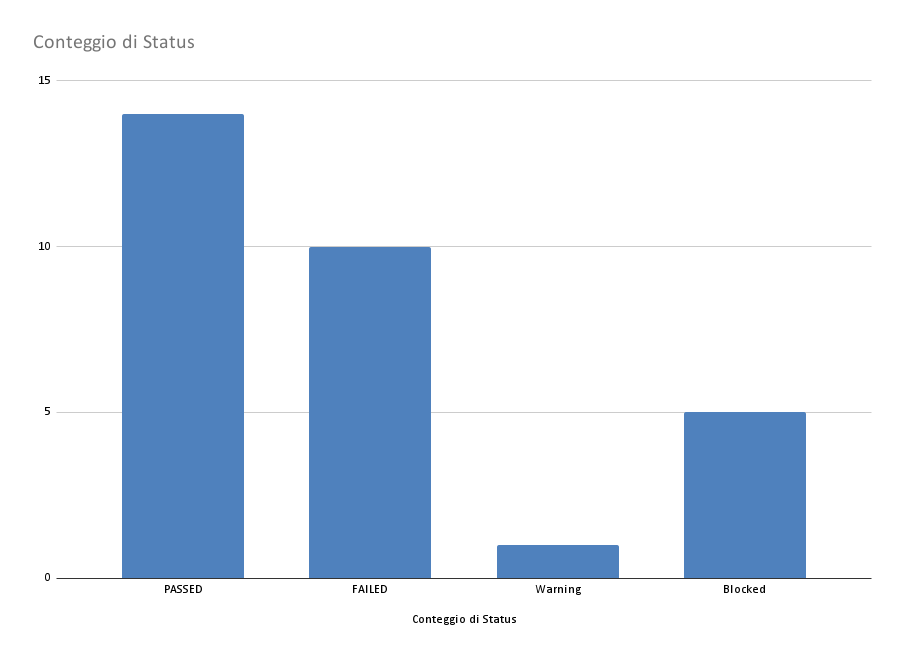 Conteggio di Status
15
10
5
0
PASSED FAILED Warning Blocked
Conteggio di Status